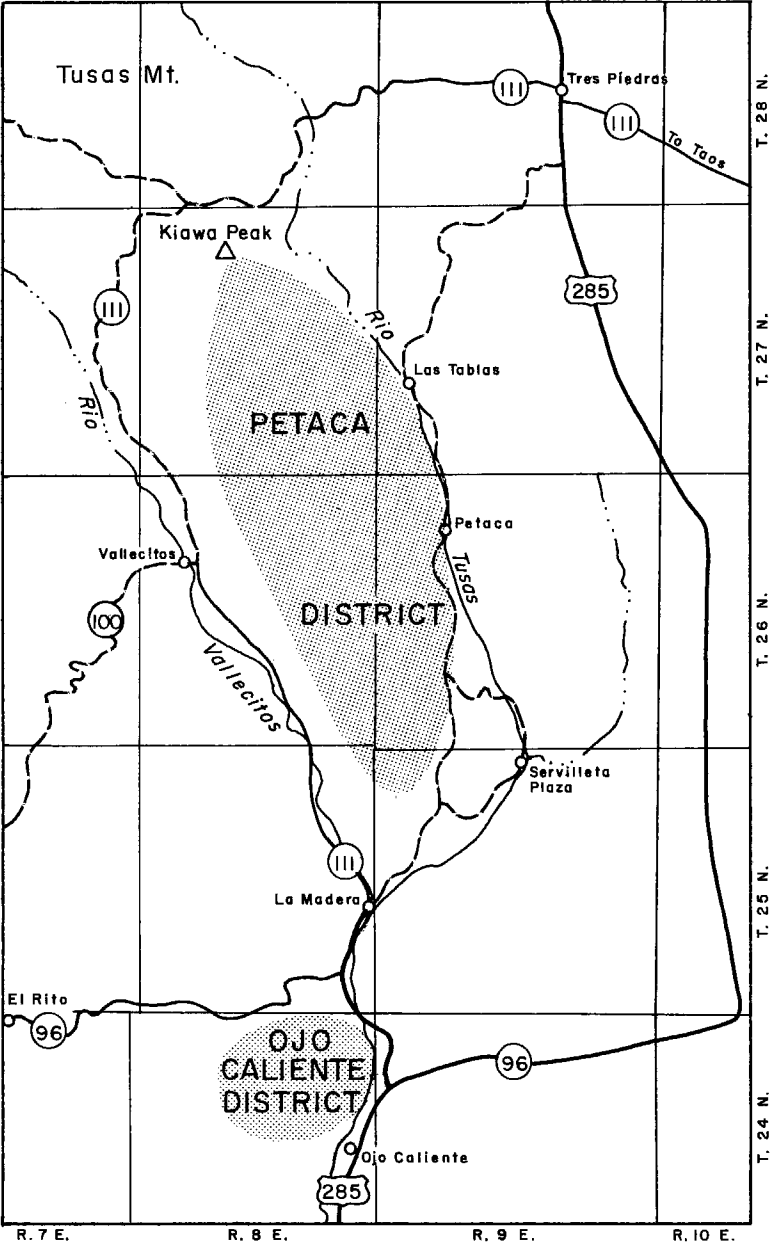 Tusas Mt.
111
Tres Piedras
111
To Taos
T. 28 N.
Kiawa Peak
285
111
Rio
T. 27 N.
Las Tablas
Rio
PETACA
Petaca
Vallecitos
Tusas
100
DISTRICT
T. 26 N.
Vallecitos
Servilleta
Plaza
111
La Madera
T. 25 N.
El Rito
96
OJO
CALIENTE
DISTRICT
96
T. 24 N.
Ojo Caliente
285
R. 7 E.
R. 8 E.
R. 9 E.
R. 10 E.